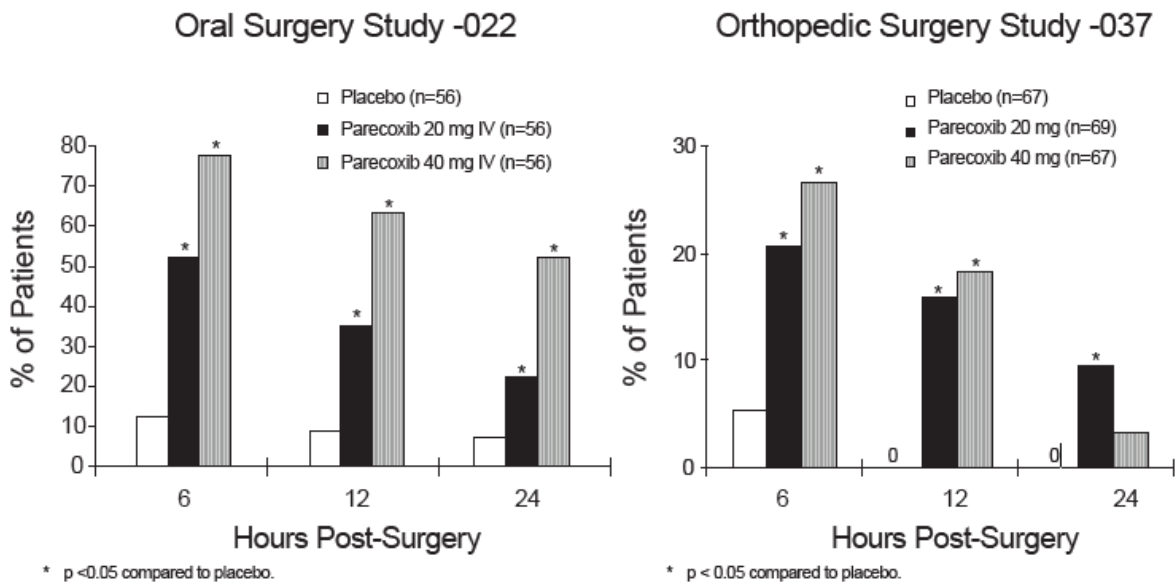 Oral Surgery Study -022
Placebo (n=56)
Parecoxib 20 mg IV (n=56)
Parecoxib 40 mg IV (n=56)
% of Patients
80
70
60
50
40
30
20
10
0
*
*
*
*
*
*
6 12 24
Hours Post-Surgery
* p <0.05 compared to placebo.
Orthopedic Surgery Study -037
Placebo (n=67)
Parecoxib 20 mg (n=69)
Parecoxib 40 mg (n=67)
% of Patients
30
20
10
0
*
*
*
*
*
0 0
6 12 24
Hours Post-Surgery
* p < 0.05 compared to placebo.